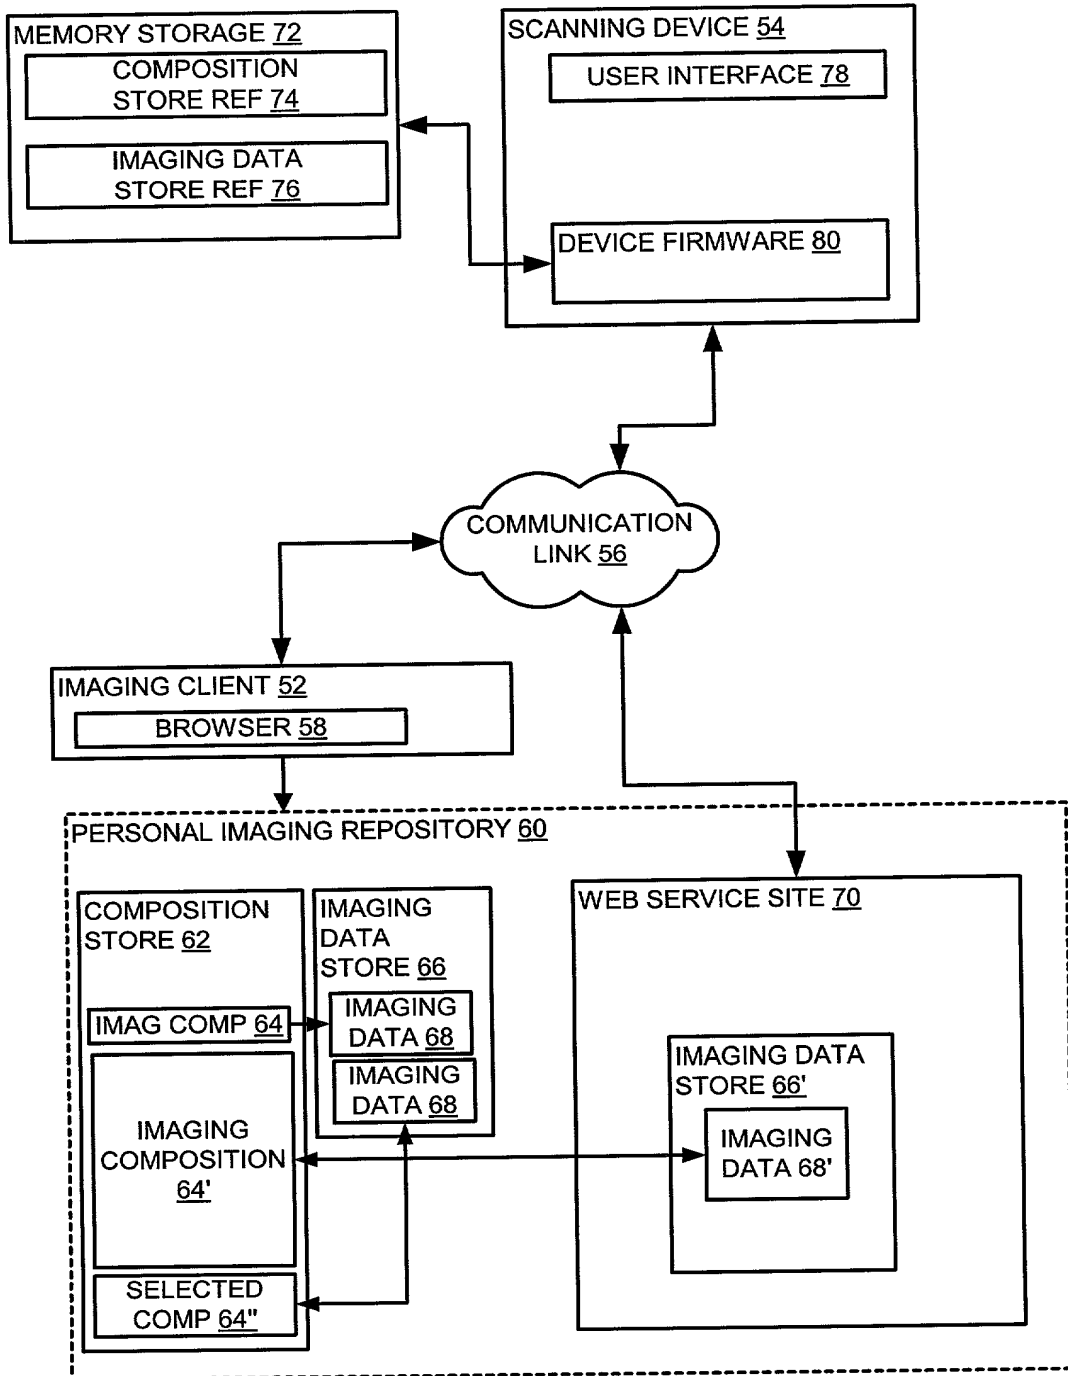 MEMORY STORAGE 72
COMPOSITION
STORE REF 74
IMAGING DATA
STORE REF 76
SCANNING DEVICE 54
USER INTERFACE 78
DEVICE FIRMWARE 80
COMMUNICATION
LINK 56
IMAGING CLIENT 52
BROWSER 58
PERSONAL IMAGING REPOSITORY 60
COMPOSITION
STORE 62
IMAG COMP 64
IMAGING
COMPOSITION
64'
SELECTED
COMP 64"
IMAGING
DATA
STORE 66
IMAGING
DATA 68
IMAGING
DATA 68
WEB SERVICE SITE 70
IMAGING DATA
STORE 66'
IMAGING
DATA 68'